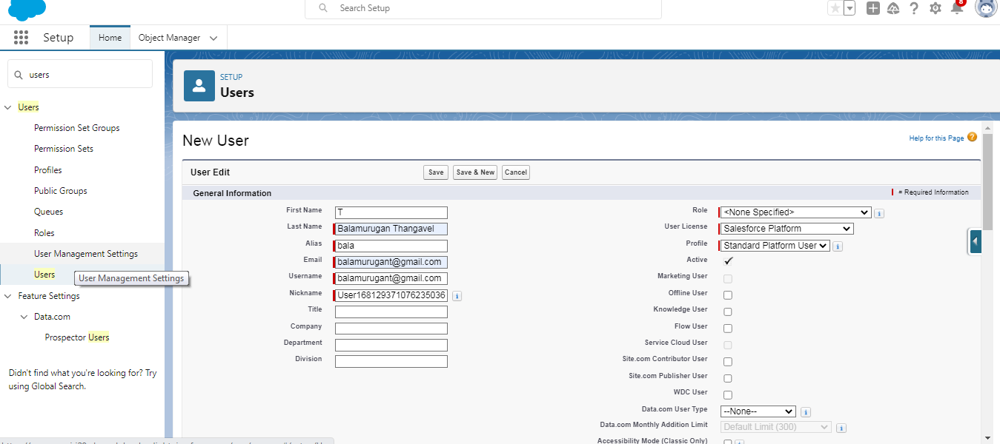 Search Setup
8
Setup
Home
Object Manager
users
SETUP
Users
Users
Permission Set Groups
Permission Sets
Profiles
Public Groups
Queues
Roles
User Management Settings
Users
User Management Settings
Feature Settings
Data.com
Prospector Users
Didn't find what you're looking for? Try
using Global Search.
New User
Help for this Page ?
User Edit
Save
Save & New
Cancel
General Information
= Required Information
First Name T
Last Name Balamurugan Thangavel
Alias bala
Email balamurugant@gmail.com
Username balamurugant@gmail.com
Nickname User168129371076235036 i
Title
Company
Department
Division
Role <None Specified> i
User License Salesforce Platform
Profile Standard Platform User i
Active
Marketing User
Offline User
Knowledge User
Flow User
Service Cloud User
Site.com Contributor User
Site.com Publisher User
WDC User
Data.com User Type --None-- i
Data.com Monthly Addition Limit Default Limit (300) i
Accessibility Mode (Classic Only) i